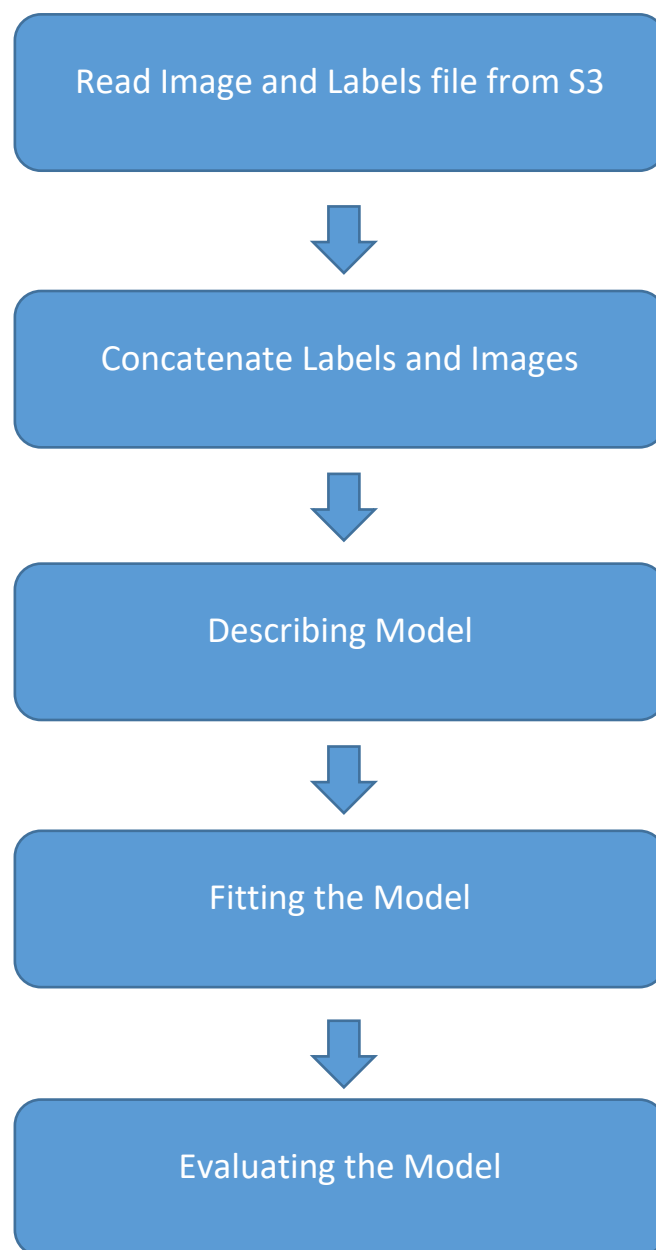 Read Image and Labels file from S3
Concatenate Labels and Images
Describing Model
Fitting the Model
Evaluating the Model